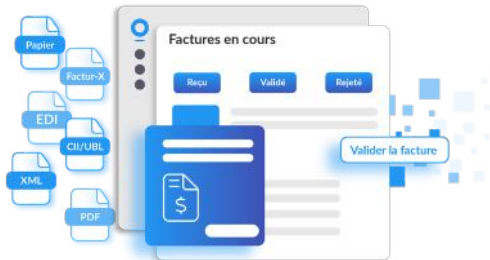 Papier
Factur-X
EDI
CII/UBL
XML
PDF
Factures en cours
Reçu
Validé
Rejeté
Valider la facture
$